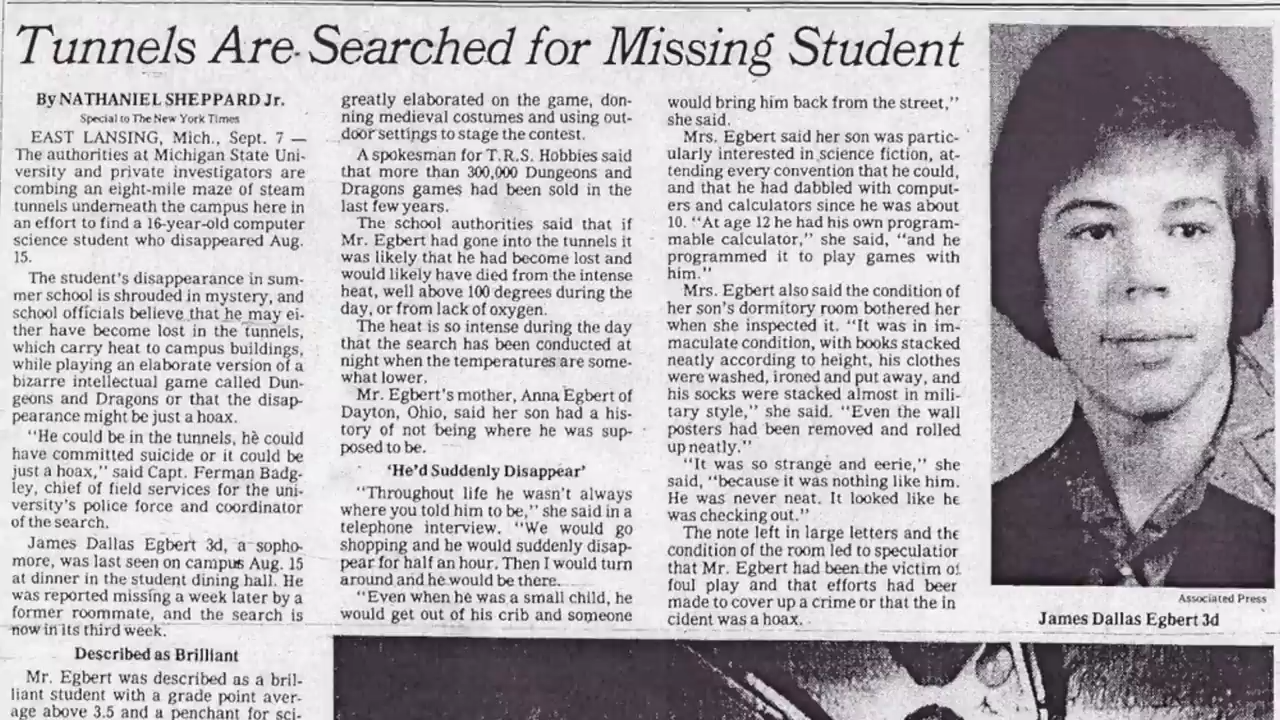 Tunnels Are Searched for Missing Student
By NATHANIEL SHEPPARD Jr.
Special to The New York Times
EAST LANSING, Mich., Sept. 7 —
The authorities at Michigan State Uni-
versity and private investigators are
combing an eight-mile maze of steam
tunnels underneath the campus here in
an effort to find a 16-year-old computer
science student who disappeared Aug.
15.
The student's disappearance in sum-
mer school is shrouded in mystery, and
school officials believe that he may ei-
ther have become lost in the tunnels,
which carry heat to campus buildings,
while playing an elaborate version of a
bizarre intellectual game called Dun-
geons and Dragons or that the disap-
pearance might be just a hoax.
"He could be in the tunnels, he could
have committed suicide or it could be
just a hoax," said Capt. Ferman Badg-
ley, chief of field services for the uni-
versity's police force and coordinator
of the search.
James Dallas Egbert 3d, a sopho-
more, was last seen on campus Aug. 15
at dinner in the student dining hall. He
was reported missing a week later by a
former roommate, and the search is
now in its third week.
Described as Brilliant
Mr. Egbert was described as a bril-
liant student with a grade point aver-
age above 3.5 and a penchant for sci-
greatly elaborated on the game, don-
ning medieval costumes and using out-
door settings to stage the contest.
A spokesman for T.R.S. Hobbies said
that more than 300,000 Dungeons and
Dragons games had been sold in the
last few years.
The school authorities said that if
Mr. Egbert had gone into the tunnels it
was likely that he had become lost and
would likely have died from the intense
heat, well above 100 degrees during the
day, or from lack of oxygen.
The heat is so intense during the day
that the search has been conducted at
night when the temperatures are some-
what lower.
Mr. Egbert's mother, Anna Egbert of
Dayton, Ohio, said her son had a his-
tory of not being where he was sup-
posed to be.
'He'd Suddenly Disappear'
"Throughout life he wasn't always
where you told him to be," she said in a
telephone interview. "We would go
shopping and he would suddenly disap-
pear for half an hour. Then I would turn
around and he would be there.
"Even when he was a small child, he
would get out of his crib and someone
would bring him back from the street,"
she said.
Mrs. Egbert said her son was partic-
ularly interested in science fiction, at-
tending every convention that he could,
and that he had dabbled with comput-
ers and calculators since he was about
10. "At age 12 he had his own program-
mable calculator," she said, "and he
programmed it to play games with
him."
Mrs. Egbert also said the condition of
her son's dormitory room bothered her
when she inspected it. "It was in im-
maculate condition, with books stacked
neatly according to height, his clothes
were washed, ironed and put away, and
his socks were stacked almost in mili-
tary style," she said. "Even the wall
posters had been removed and rolled
up neatly."
"It was so strange and eerie," she
said, "because it was nothing like him.
He was never neat. It looked like he
was checking out."
The note left in large letters and the
condition of the room led to speculation
that Mr. Egbert had been the victim of
foul play and that efforts had been
made to cover up a crime or that the in
cident was a hoax.
Associated Press
James Dallas Egbert 3d